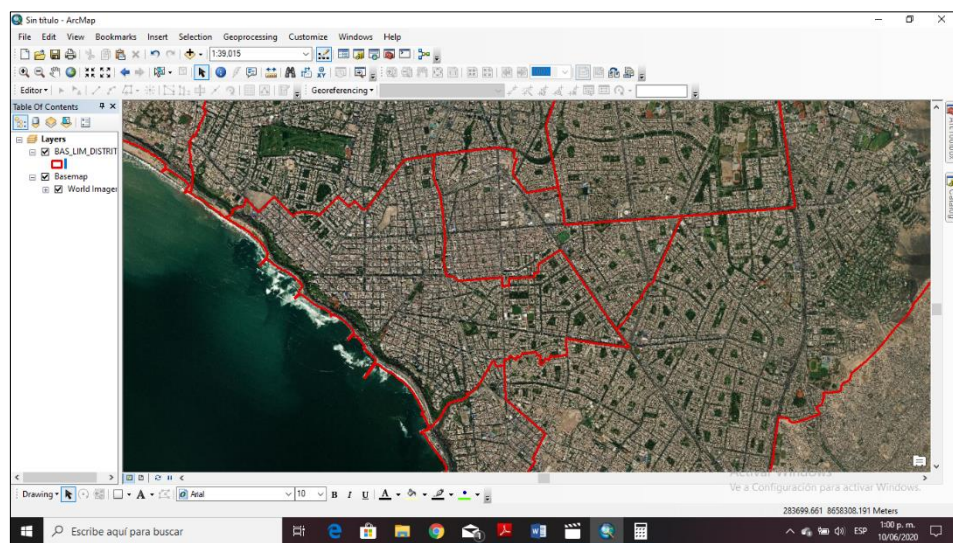 Sin título - ArcMap
File Edit View Bookmarks Insert Selection Geoprocessing Customize Windows Help
1:39,015
Editor Georeferencing
Table Of Contents
Layers
BAS_LIM_DISTRIT
Basemap
World Imager
Catalog
Activar Windows
Ve a Configuración para activar Windows.
Drawing A Arial 10 B I U A
283699.661 8658308.191 Meters
Escribe aquí para buscar
ESP
1:00 p. m.
10/06/2020